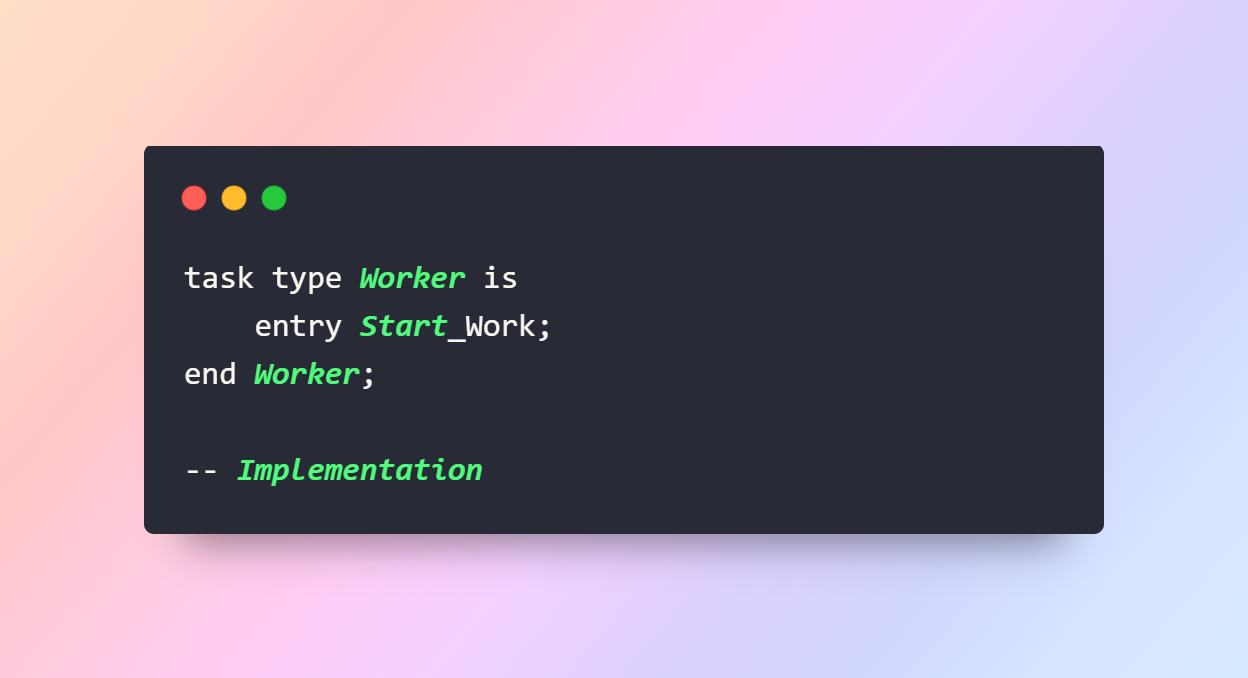 task type Worker is
    entry Start_Work;
end Worker;

-- Implementation